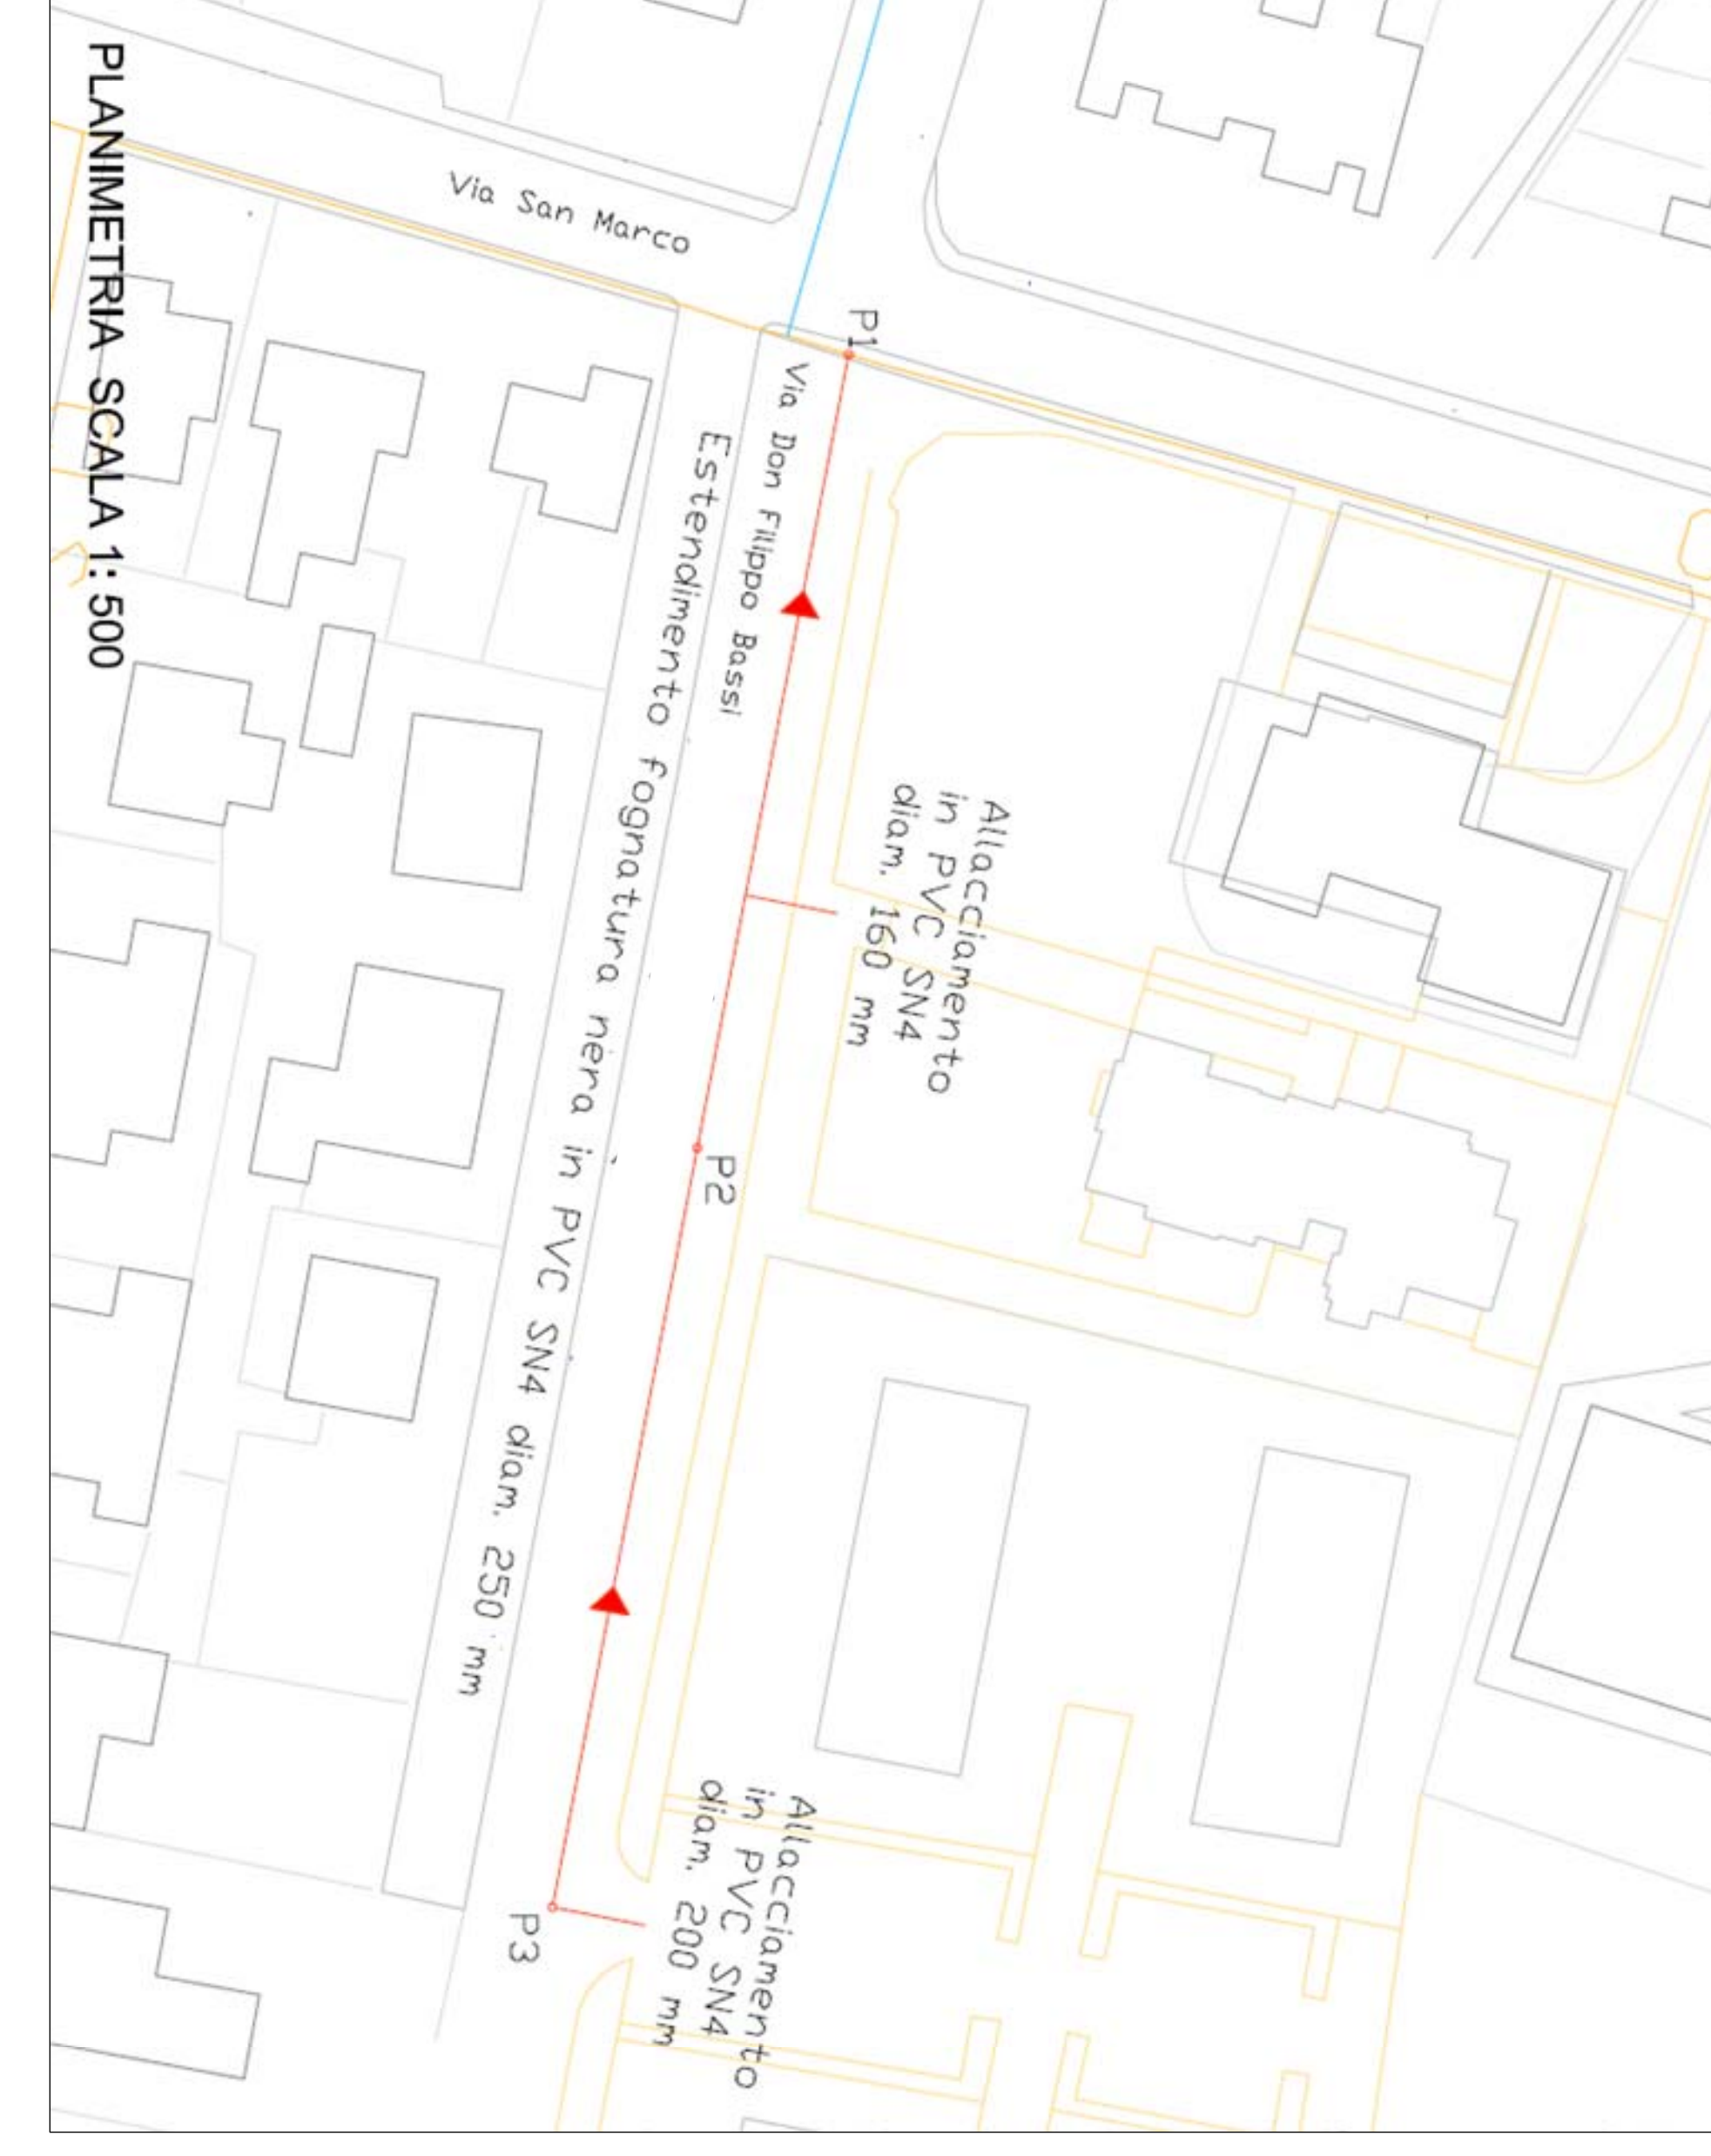 PLANIMETRIA SCALA 1: 500
Via San Marco
P1
Via Don Filippo Bassi
Estendimento fognatura nera in PVC SN4 diam. 250 mm
Allacciamento
in PVC SN4
diam. 160 mm
P2
Allacciamento
in PVC SN4
diam. 200 mm
P3